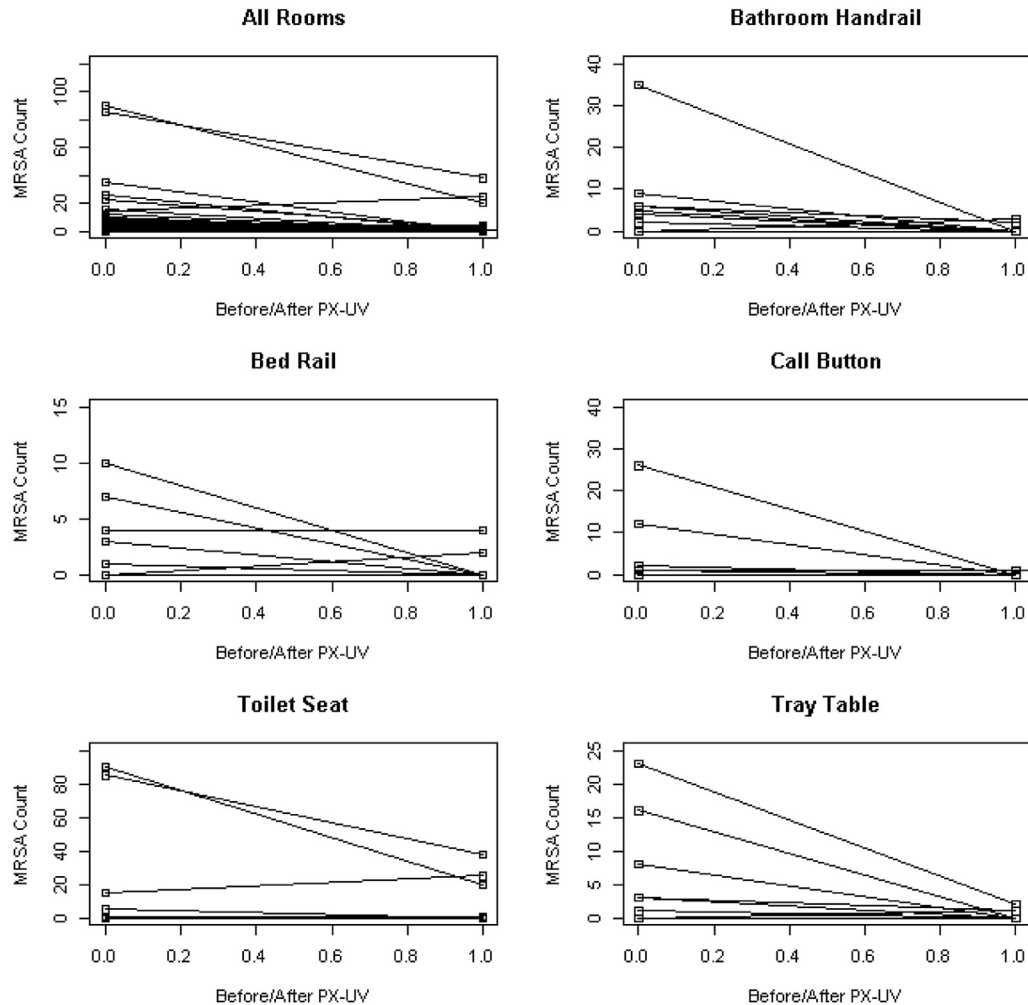 All Rooms
MRSA Count
100
60
20
0
0.0 0.2 0.4 0.6 0.8 1.0
Before/After PX-UV
Bathroom Handrail
MRSA Count
40
30
20
10
0
0.0 0.2 0.4 0.6 0.8 1.0
Before/After PX-UV
Bed Rail
MRSA Count
15
10
5
0
0.0 0.2 0.4 0.6 0.8 1.0
Before/After PX-UV
Call Button
MRSA Count
40
30
20
10
0
0.0 0.2 0.4 0.6 0.8 1.0
Before/After PX-UV
Toilet Seat
MRSA Count
80
60
40
20
0
0.0 0.2 0.4 0.6 0.8 1.0
Before/After PX-UV
Tray Table
MRSA Count
25
20
15
10
5
0
0.0 0.2 0.4 0.6 0.8 1.0
Before/After PX-UV